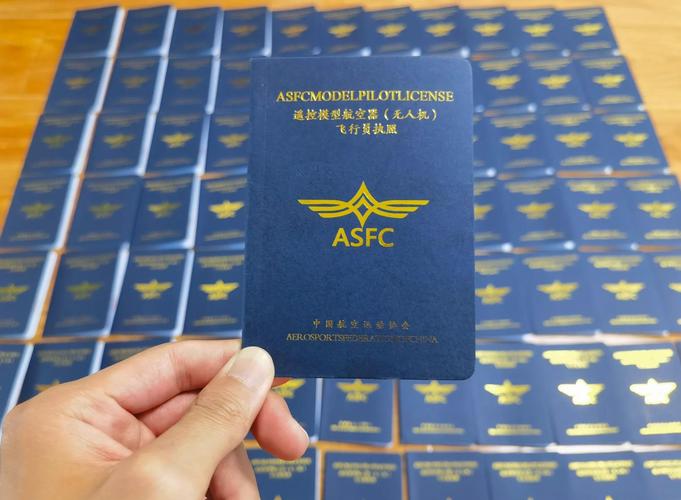 ASFCMODELPILOTLICENSE
遥控模型航空器（无人机）
飞行员执照
ASFC
中国航空运动协会
AEROSPORTSFEDERATIONOFCHINA